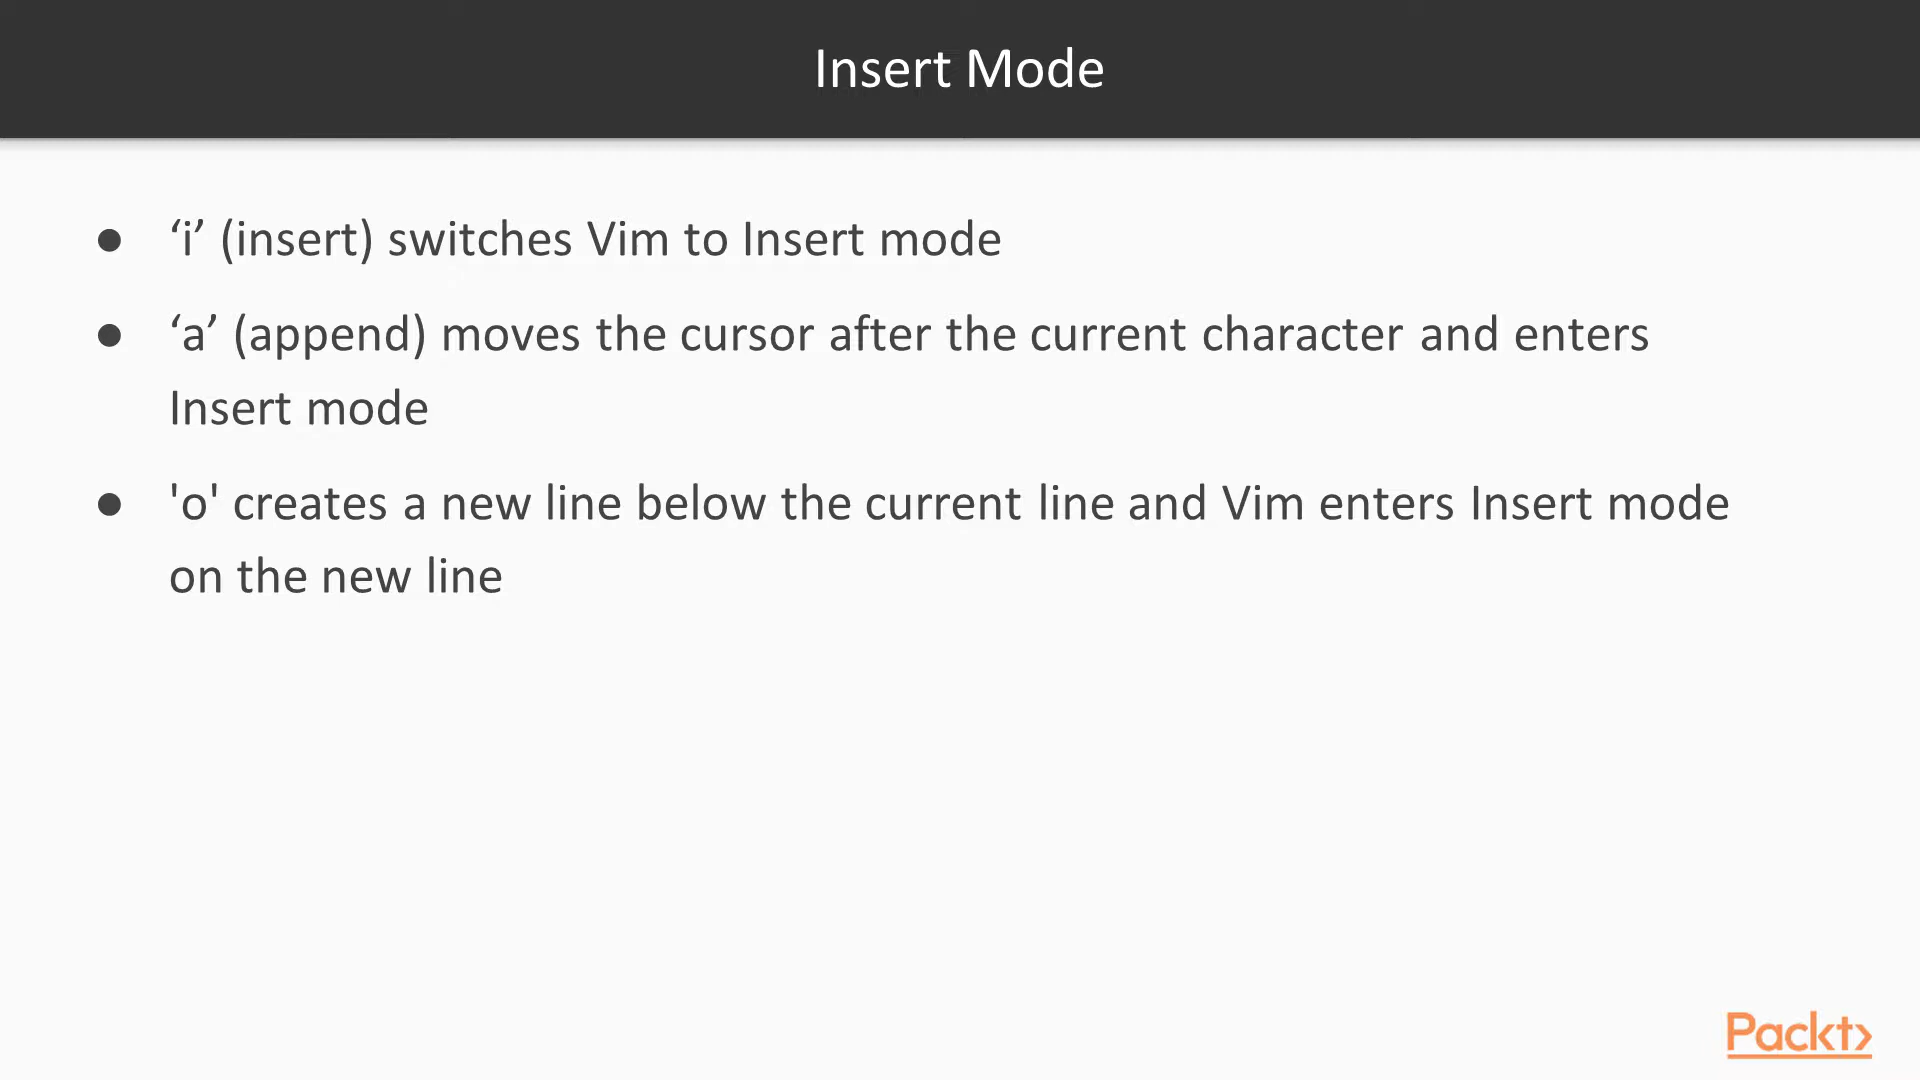 Insert Mode
● ‘i’ (insert) switches Vim to Insert mode
● ‘a’ (append) moves the cursor after the current character and enters
Insert mode
● 'o' creates a new line below the current line and Vim enters Insert mode
on the new line
Packt>